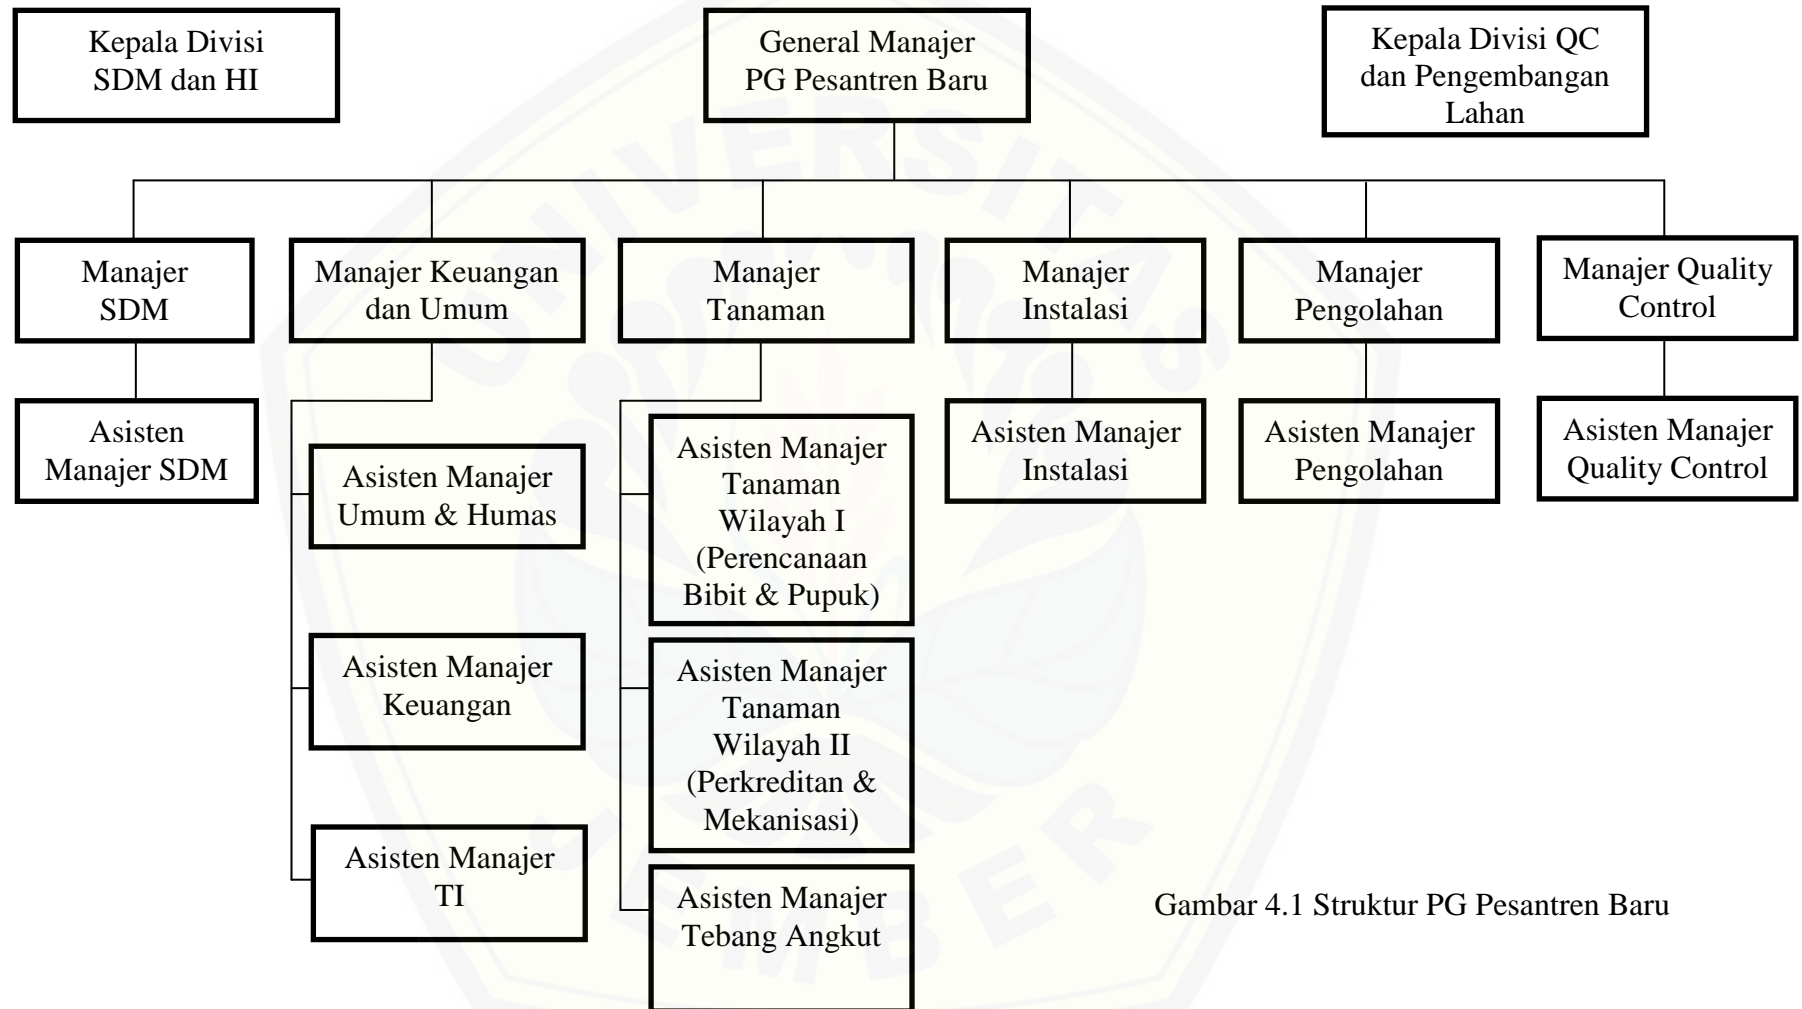 Kepala Divisi
SDM dan HI
General Manajer
PG Pesantren Baru
Kepala Divisi QC
dan Pengembangan
Lahan
Manajer
SDM
Manajer Keuangan
dan Umum
Manajer
Tanaman
Manajer
Instalasi
Manajer
Pengolahan
Manajer Quality
Control
Asisten
Manajer SDM
Asisten Manajer
Umum & Humas
Asisten Manajer
Keuangan
Asisten Manajer
TI
Asisten Manajer
Tanaman
Wilayah I
(Perencanaan
Bibit & Pupuk)
Asisten Manajer
Tanaman
Wilayah II
(Perkreditan &
Mekanisasi)
Asisten Manajer
Tebang Angkut
Asisten Manajer
Instalasi
Asisten Manajer
Pengolahan
Asisten Manajer
Quality Control
Gambar 4.1 Struktur PG Pesantren Baru
UNIVERSITAS
JEMBER